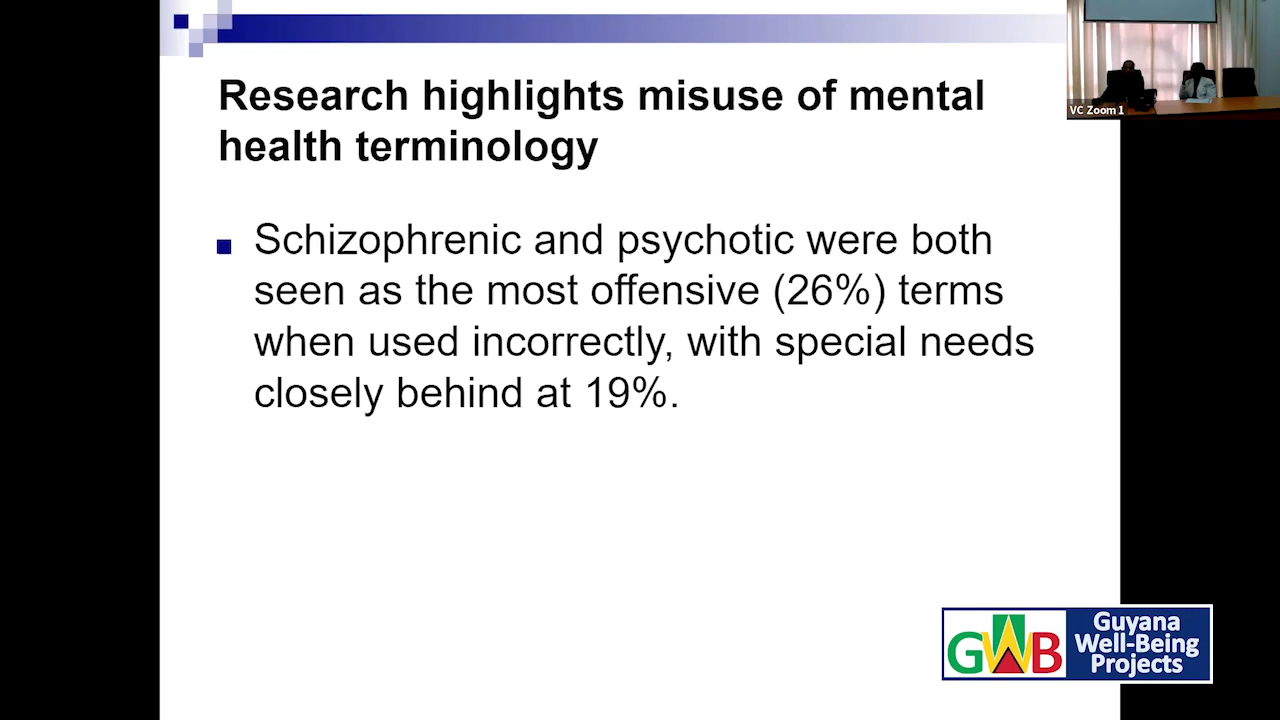 Research highlights misuse of mental
health terminology
Schizophrenic and psychotic were both
seen as the most offensive (26%) terms
when used incorrectly, with special needs
closely behind at 19%.
VC Zoom 1
GWB
Guyana
Well-Being
Projects